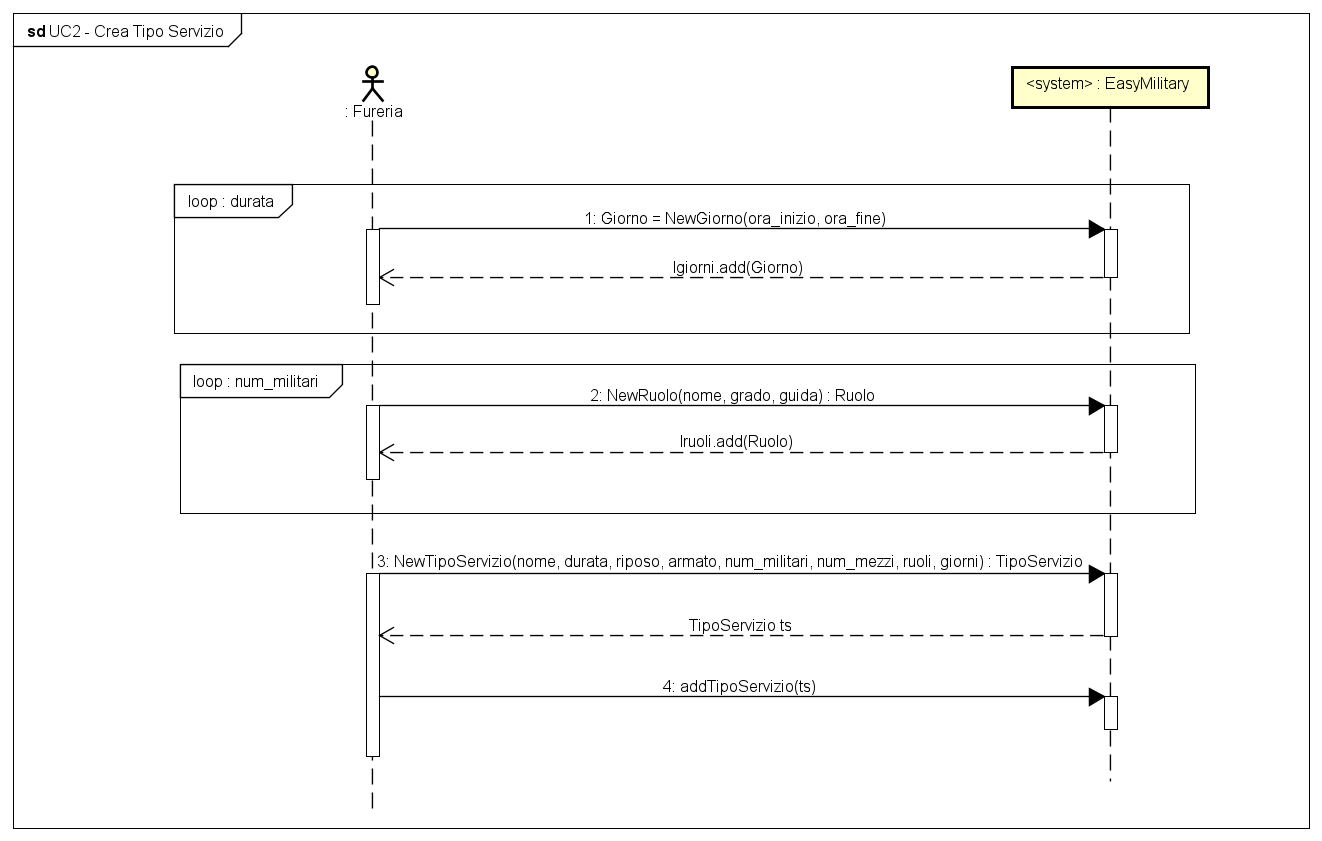 sd UC2 - Crea Tipo Servizio
: Fureria
<system> : EasyMilitary
loop : durata
1: Giorno = NewGiorno(ora_inizio, ora_fine)
lgiorni.add(Giorno)
loop : num_militari
2: NewRuolo(nome, grado, guida) : Ruolo
lruoli.add(Ruolo)
3: NewTipoServizio(nome, durata, riposo, armato, num_militari, num_mezzi, ruoli, giorni) : TipoServizio
TipoServizio ts
4: addTipoServizio(ts)